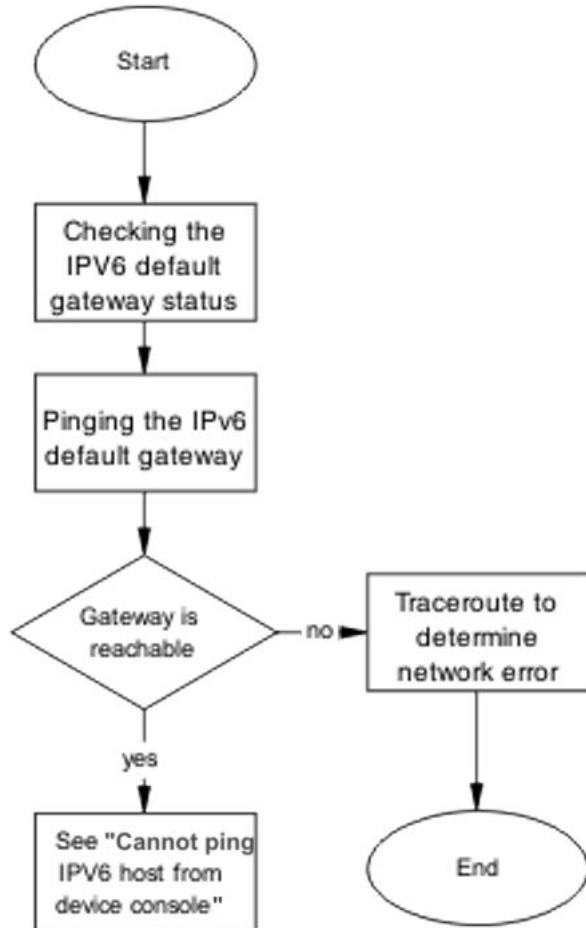 Start
Checking the
IPV6 default
gateway status
Pinging the IPv6
default gateway
Gateway is
reachable
no
Traceroute to
determine
network error
yes
See "Cannot ping
IPV6 host from
device console"
End